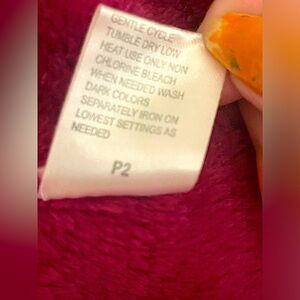 GENTLE CYCLE
TUMBLE DRY LOW
HEAT USE ONLY NON
CHLORINE BLEACH
WHEN NEEDED WASH
DARK COLORS
SEPARATELY IRON ON
LOWEST SETTINGS AS
NEEDED
P2